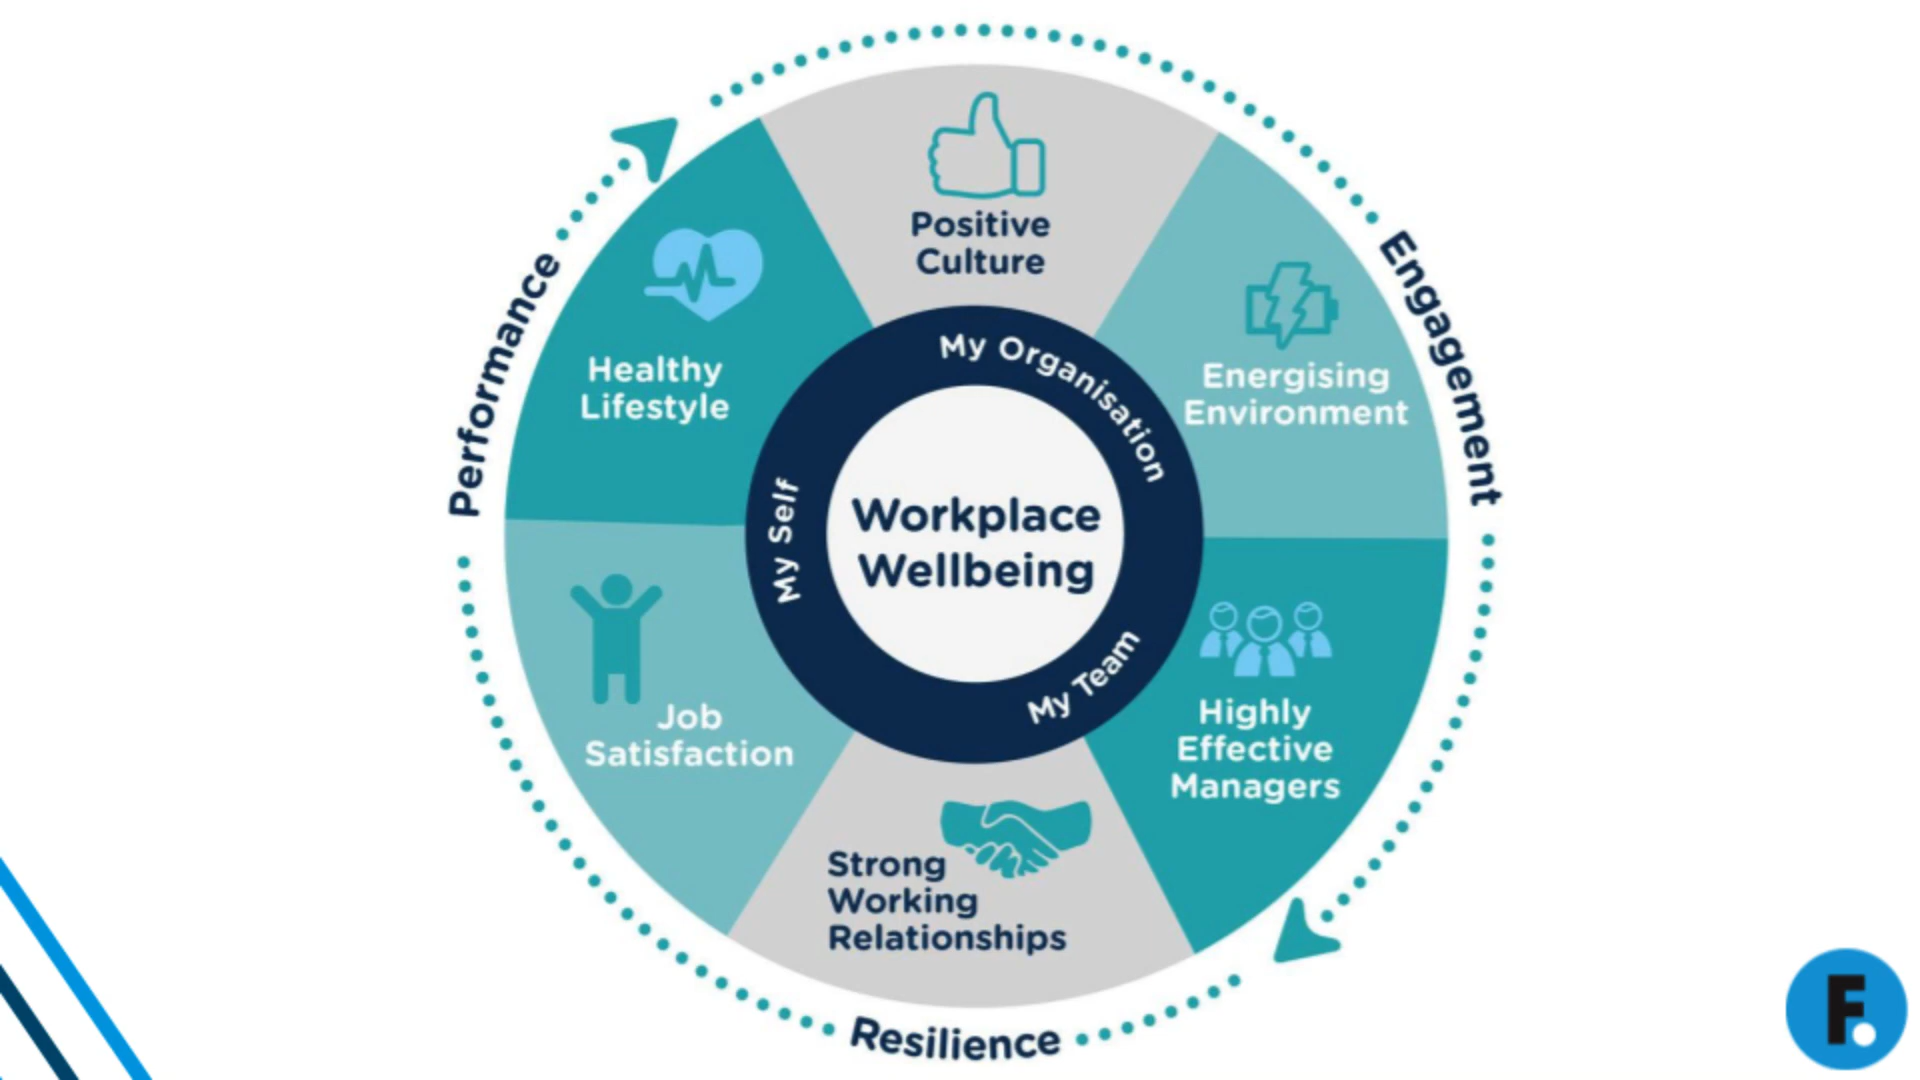 Positive
Culture
Energising
Environment
Highly
Effective
Managers
Strong
Working
Relationships
Job
Satisfaction
Healthy
Lifestyle
My Organisation
My Team
My Self
Workplace
Wellbeing
Engagement
Resilience
Performance
F.